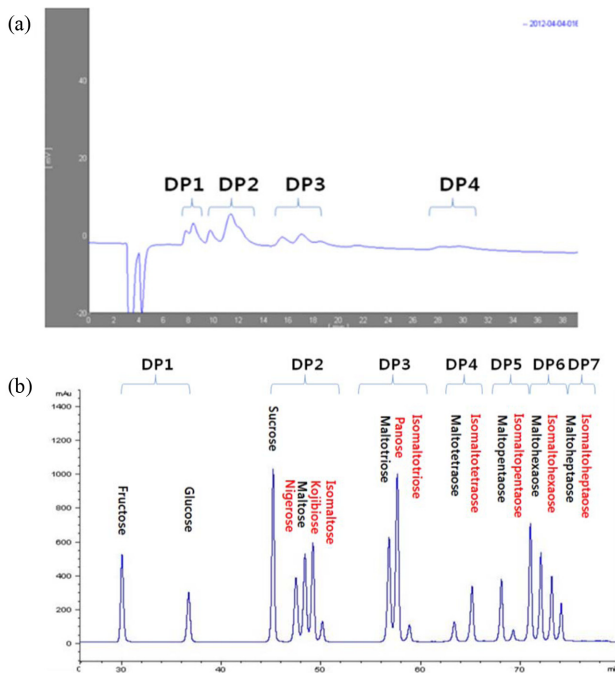 (a)
2012-04-04-016
[ mV ]
40
20
0
-20
DP1 DP2 DP3 DP4
0 2 4 6 8 10 12 14 16 18 20 22 24 26 28 30 32 34 36 38
(b)
DP1 DP2 DP3 DP4 DP5 DP6 DP7
mAu
1400
1200
1000
800
600
400
200
0
Fructose
Glucose
Sucrose
Nigerose
Maltose
Kojibiose
Isomaltose
Maltotriose
Panose
Isomaltotriose
Maltotetraose
Isomaltotetraose
Maltopentaose
Isomaltopentaose
Maltohexaose
Isomaltohexaose
Maltoheptaose
Isomaltoheptaose
30 50 60 70